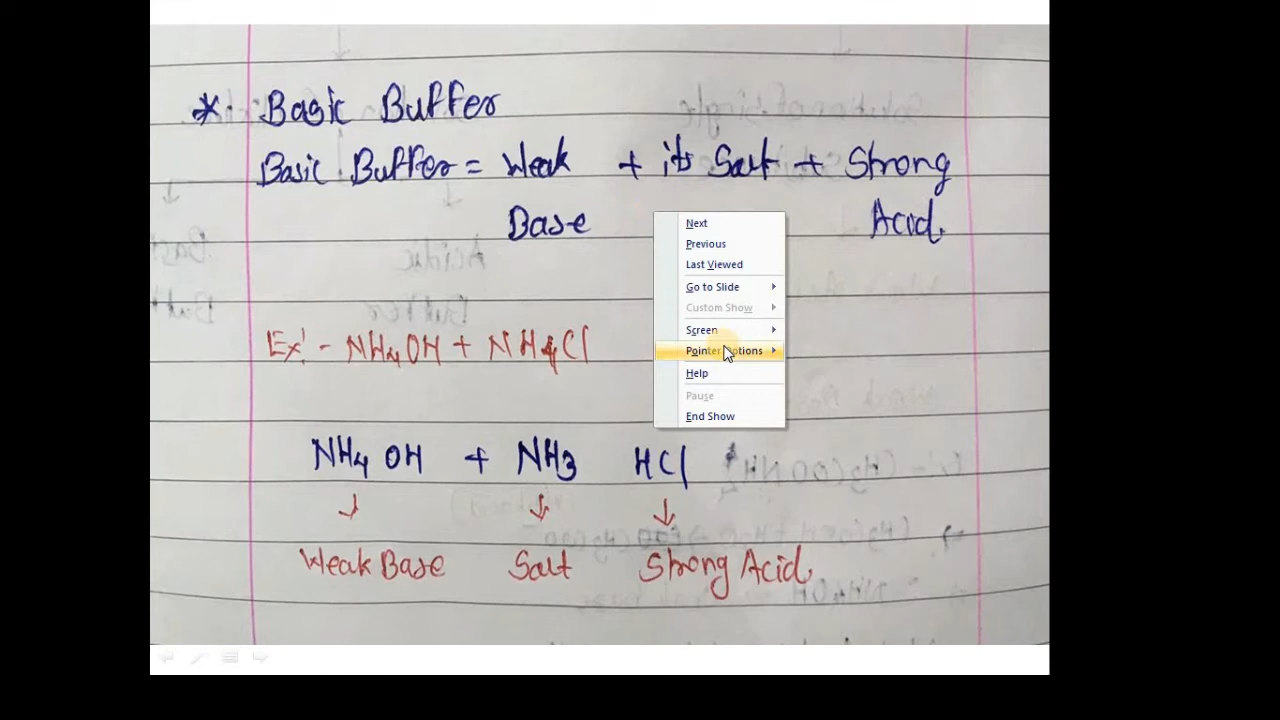 * Basic Buffer
Basic Buffer = Weak + its Salt + Strong
Base Acid.
Next
Previous
Last Viewed
Go to Slide
Custom Show
Screen
Pointer Options
Help
Pause
End Show
Ex: - NH4OH + NH4Cl
NH4 OH + NH3 HCl
Weak Base Salt Strong Acid.